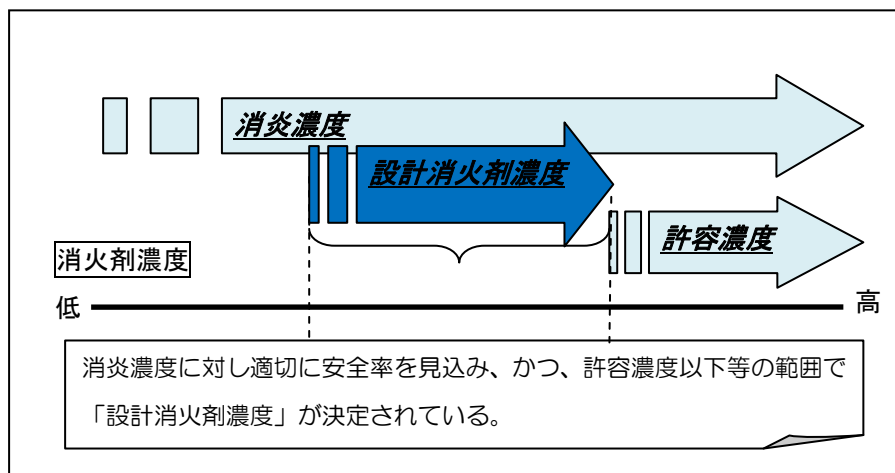 消炎濃度
設計消火剤濃度
許容濃度
消火剤濃度
低
高
消炎濃度に対し適切に安全率を見込み、かつ、許容濃度以下等の範囲で
「設計消火剤濃度」が決定されている。